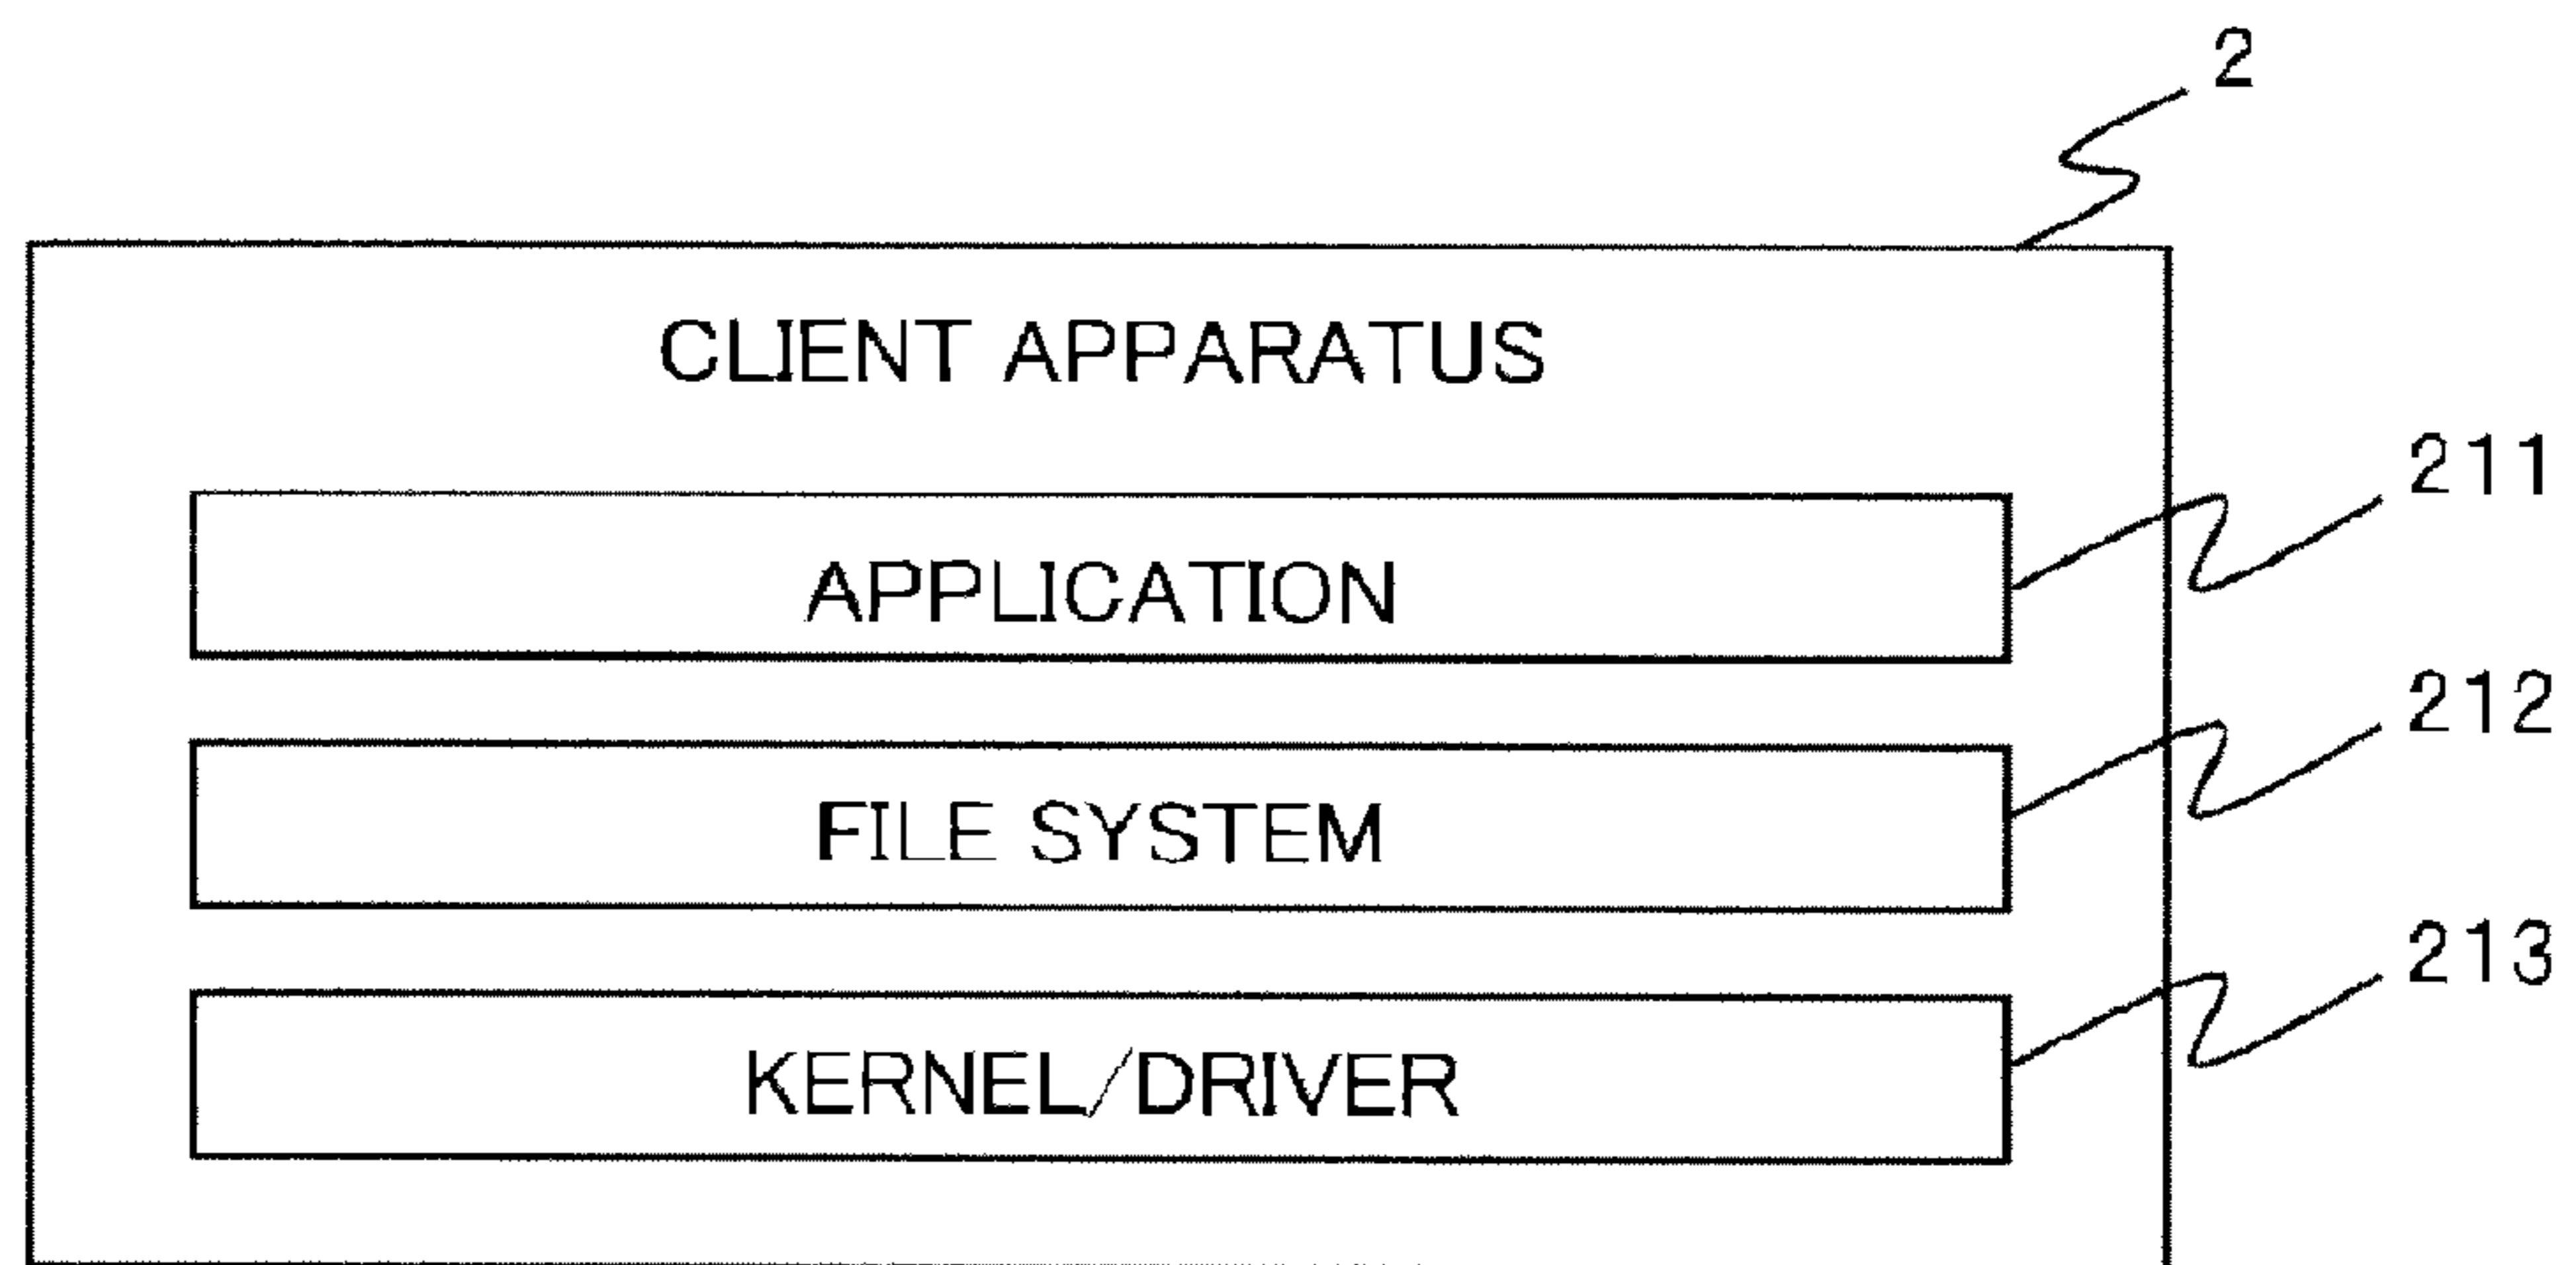 2
CLIENT APPARATUS
211
APPLICATION
212
FILE SYSTEM
213
KERNEL/DRIVER